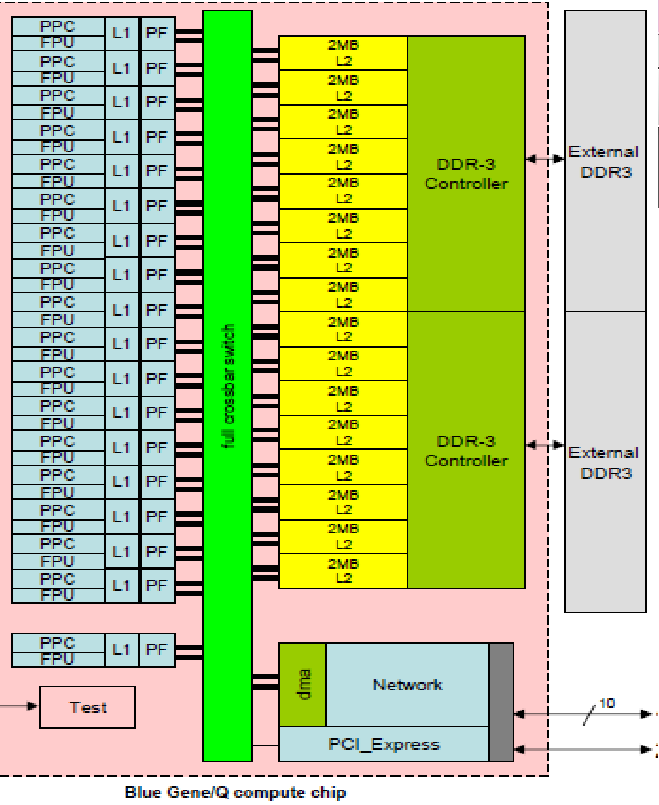 PPC
FPU
L1
PF
PPC
FPU
L1
PF
PPC
FPU
L1
PF
PPC
FPU
L1
PF
PPC
FPU
L1
PF
PPC
FPU
L1
PF
PPC
FPU
L1
PF
PPC
FPU
L1
PF
PPC
FPU
L1
PF
PPC
FPU
L1
PF
PPC
FPU
L1
PF
PPC
FPU
L1
PF
PPC
FPU
L1
PF
PPC
FPU
L1
PF
PPC
FPU
L1
PF
PPC
FPU
L1
PF
PPC
FPU
L1
PF
PPC
FPU
L1
PF
Test
full crossbar switch
2MB
L2
2MB
L2
2MB
L2
2MB
L2
2MB
L2
2MB
L2
2MB
L2
2MB
L2
2MB
L2
2MB
L2
2MB
L2
2MB
L2
2MB
L2
2MB
L2
2MB
L2
2MB
L2
DDR-3
Controller
DDR-3
Controller
External
DDR3
External
DDR3
dma
Network
PCI_Express
10
Blue Gene/Q compute chip